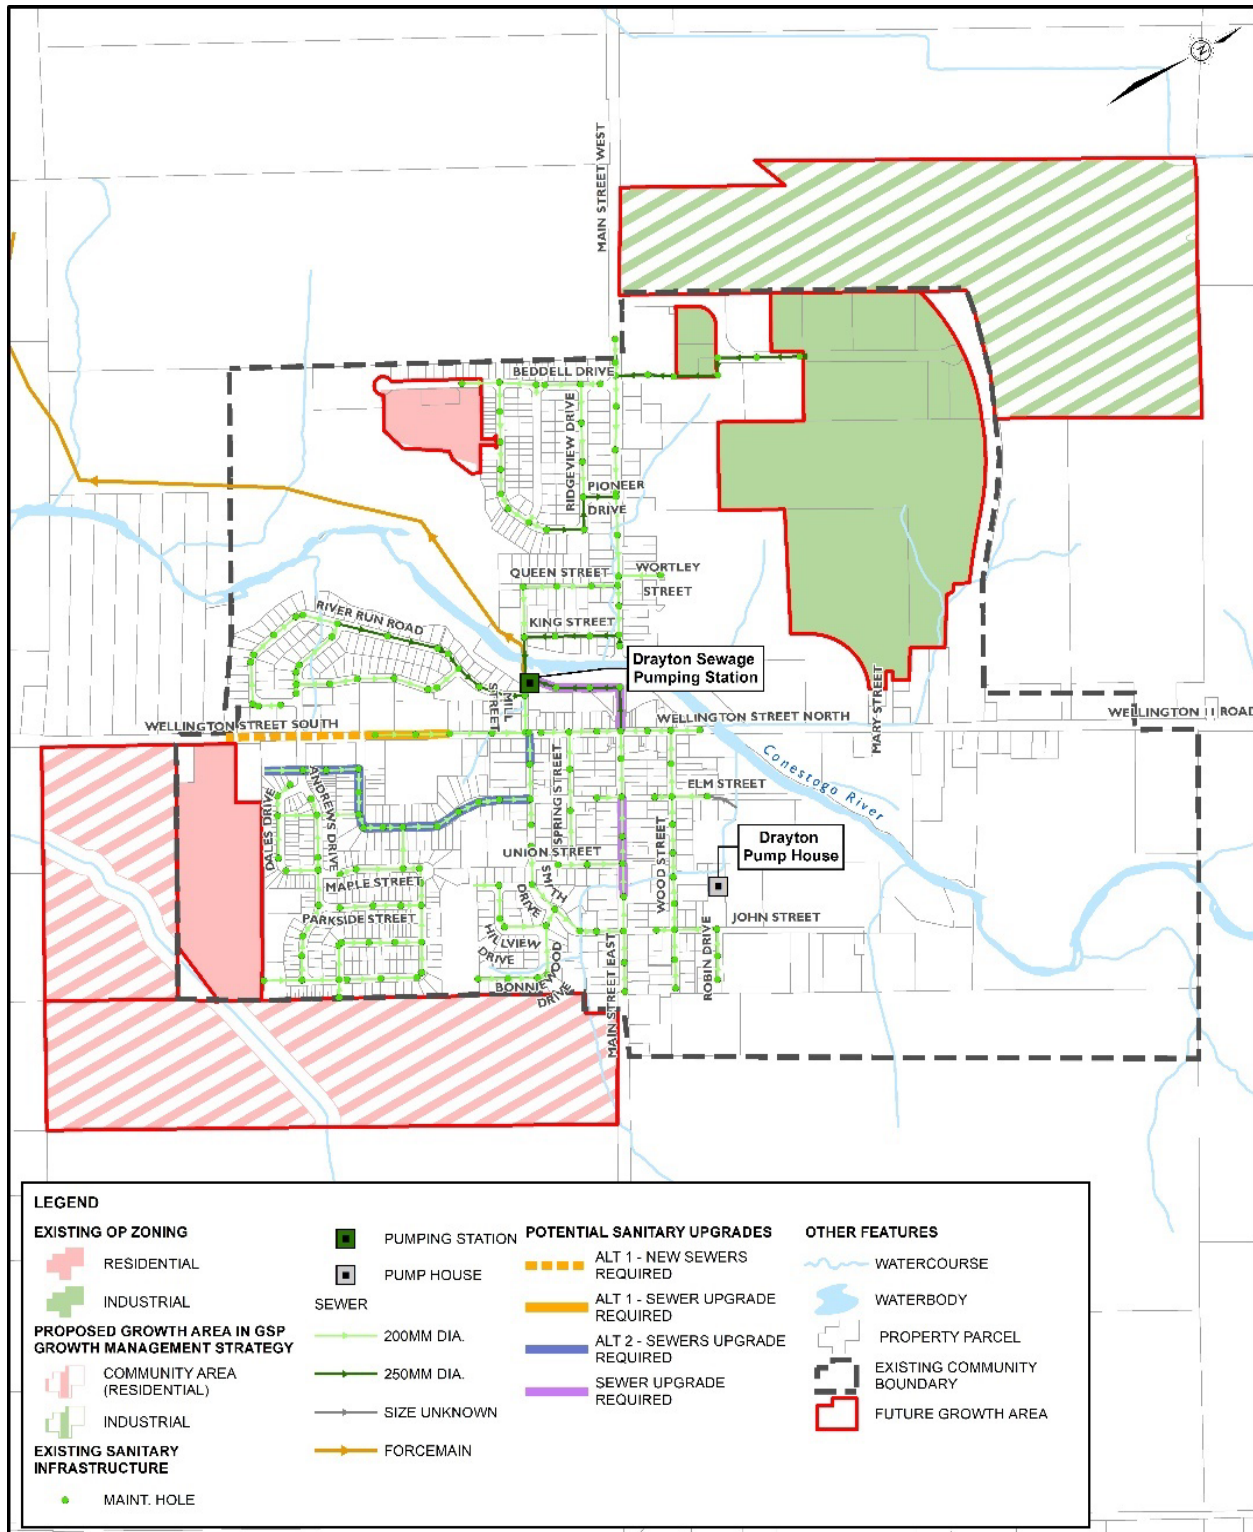 N
MAIN STREET WEST
BEDDELL DRIVE
RIDGEVIEW DRIVE
PIONEER
DRIVE
QUEEN STREET
WORTLEY
STREET
KING STREET
RIVER RUN ROAD
Drayton Sewage
Pumping Station
MILL
STREET
WELLINGTON STREET SOUTH
WELLINGTON STREET NORTH
MARY STREET
WELLINGTON 11 ROAD
Conestogo River
SPRING STREET
ELM STREET
ANDREWS DRIVE
DALES DRIVE
Drayton
Pump House
UNION STREET
WOOD STREET
MAPLE STREET
SMITH
DRIVE
PARKSIDE STREET
JOHN STREET
HILLVIEW
DRIVE
ROBIN DRIVE
BONNIEWOOD
DRIVE
MAIN STREET EAST
LEGEND
EXISTING OP ZONING
RESIDENTIAL
INDUSTRIAL
PROPOSED GROWTH AREA IN GSP
GROWTH MANAGEMENT STRATEGY
COMMUNITY AREA
(RESIDENTIAL)
INDUSTRIAL
EXISTING SANITARY
INFRASTRUCTURE
MAINT. HOLE
PUMPING STATION
PUMP HOUSE
SEWER
200MM DIA.
250MM DIA.
SIZE UNKNOWN
FORCEMAIN
POTENTIAL SANITARY UPGRADES
ALT 1 - NEW SEWERS
REQUIRED
ALT 1 - SEWER UPGRADE
REQUIRED
ALT 2 - SEWERS UPGRADE
REQUIRED
SEWER UPGRADE
REQUIRED
OTHER FEATURES
WATERCOURSE
WATERBODY
PROPERTY PARCEL
EXISTING COMMUNITY
BOUNDARY
FUTURE GROWTH AREA